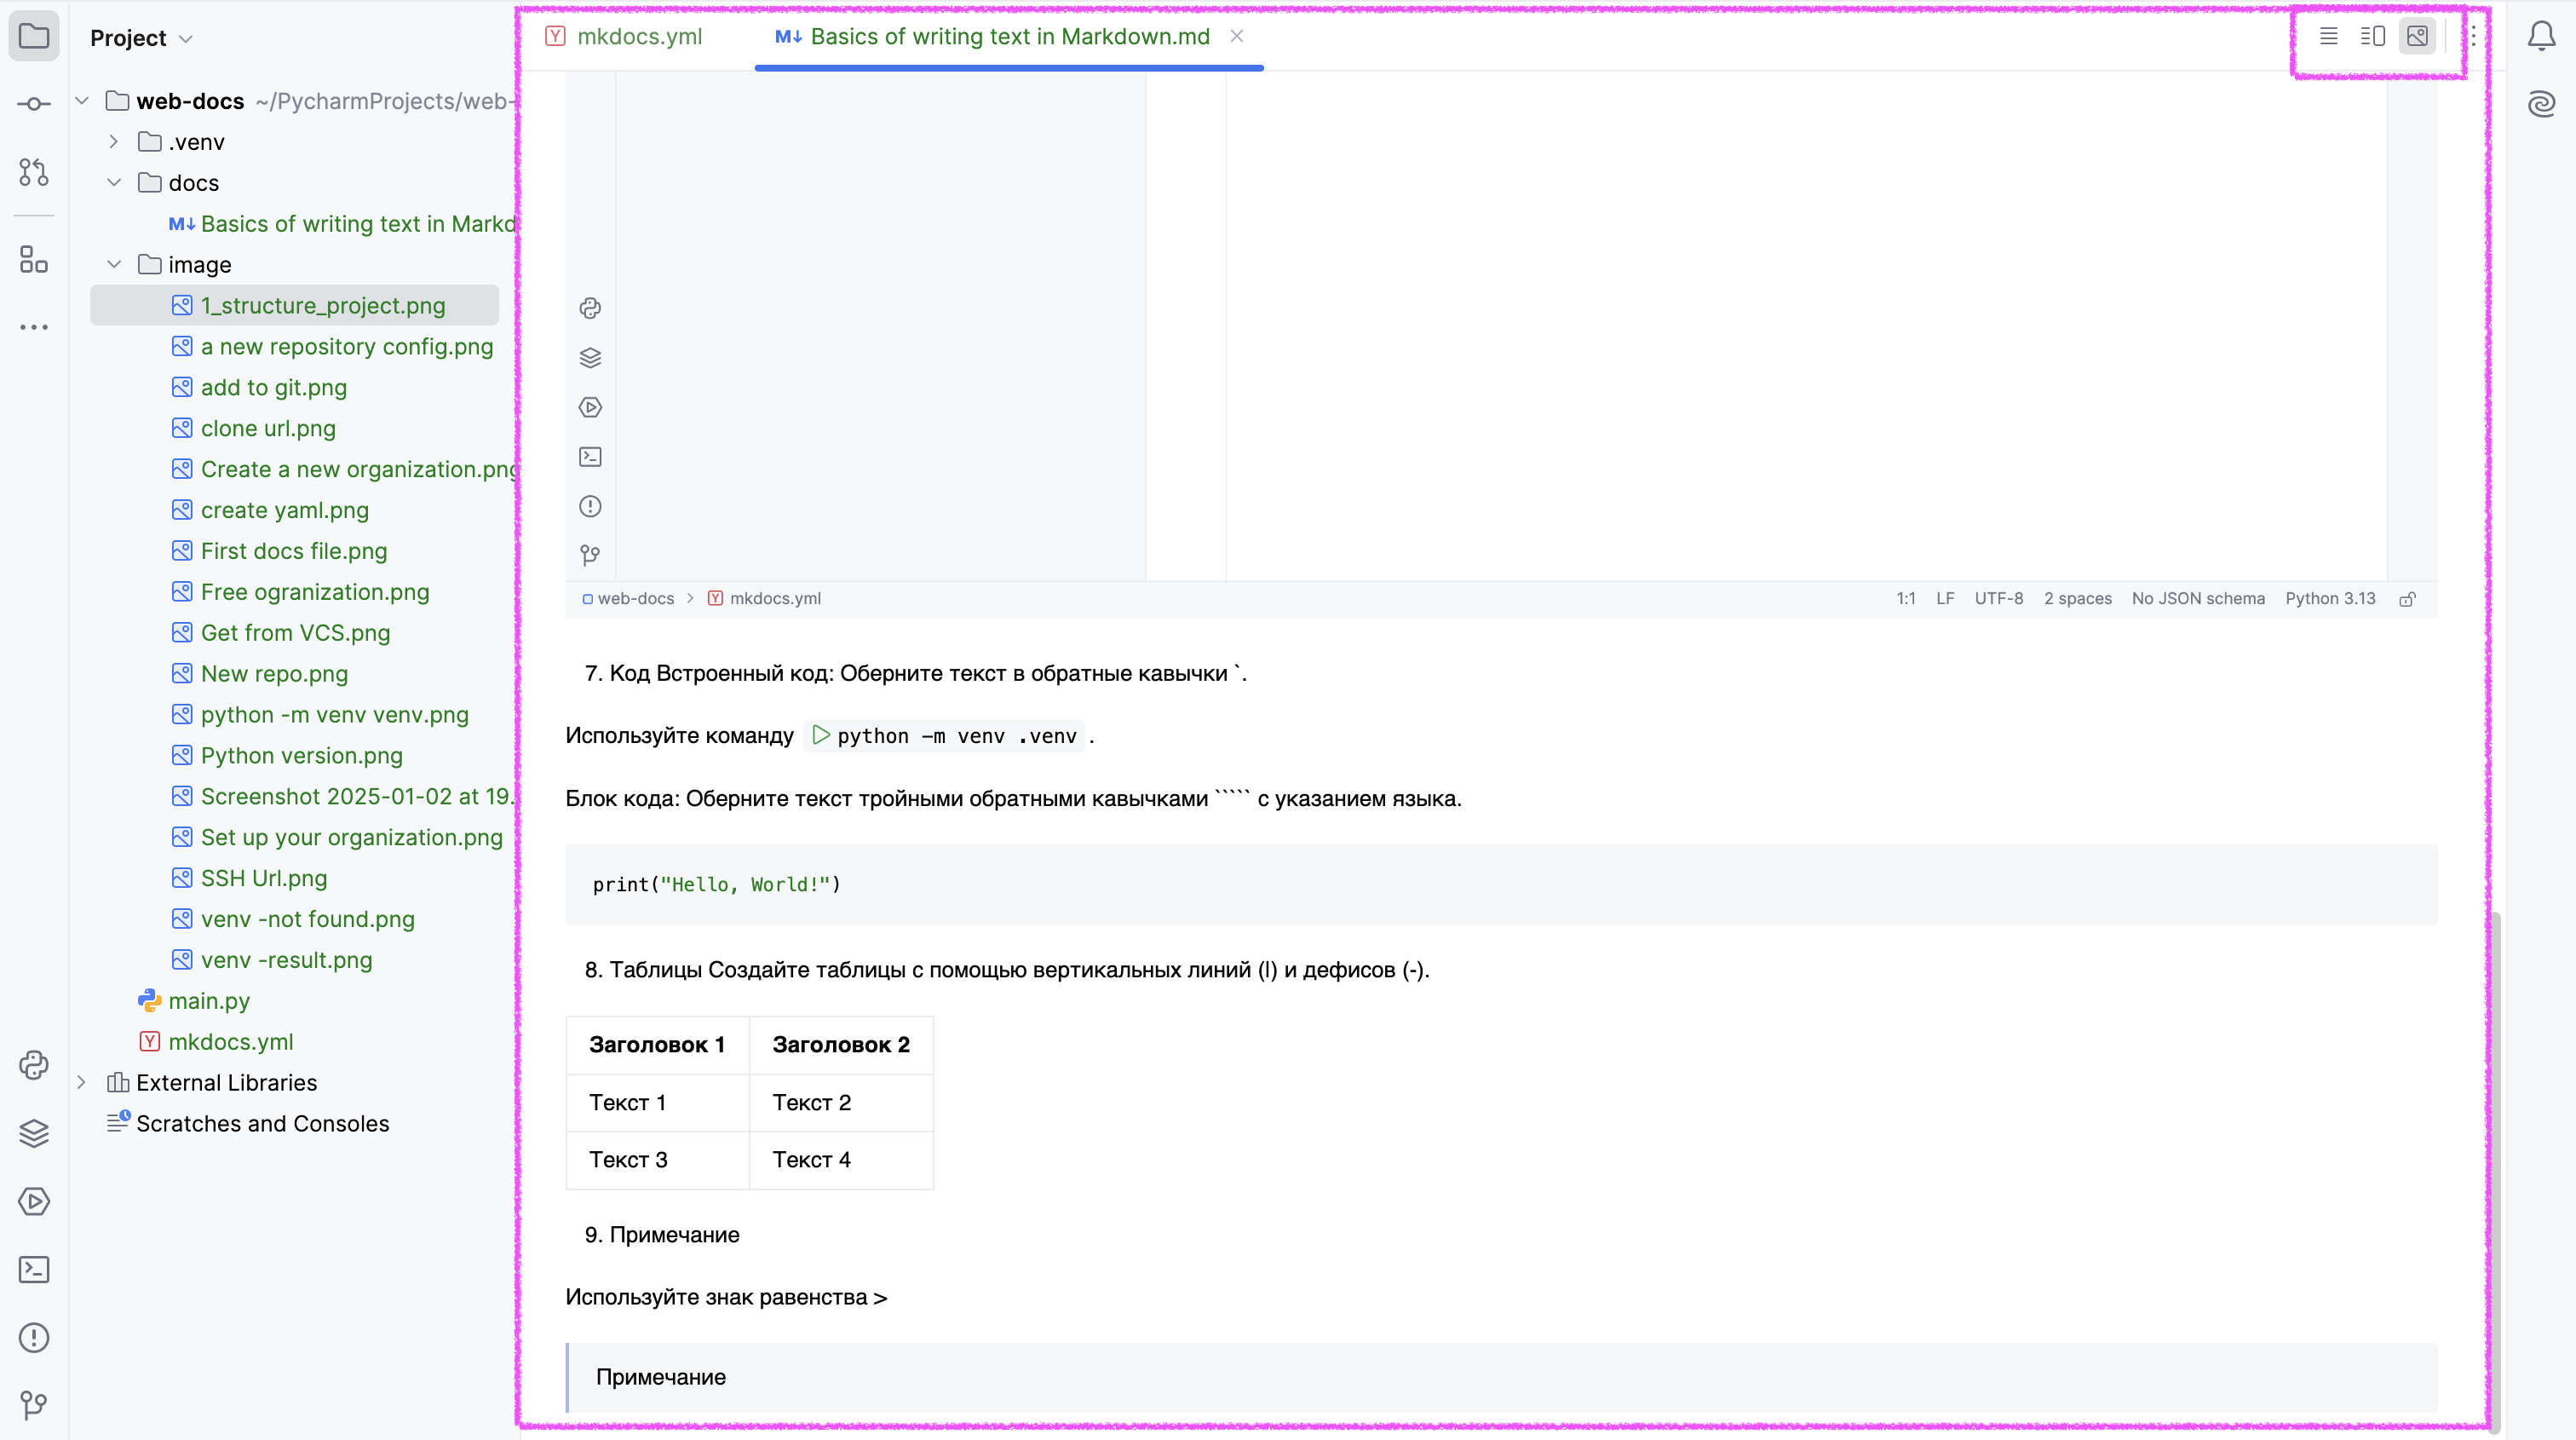 Project
web-docs ~/PycharmProjects/web-
.venv
docs
M↓ Basics of writing text in Markd
image
1_structure_project.png
a new repository config.png
add to git.png
clone url.png
Create a new organization.png
create yaml.png
First docs file.png
Free ogranization.png
Get from VCS.png
New repo.png
python -m venv venv.png
Python version.png
Screenshot 2025-01-02 at 19.
Set up your organization.png
SSH Url.png
venv -not found.png
venv -result.png
main.py
Y mkdocs.yml
External Libraries
Scratches and Consoles
Y mkdocs.yml
M↓ Basics of writing text in Markdown.md
web-docs > Y mkdocs.yml
1:1 LF UTF-8 2 spaces No JSON schema Python 3.13
7. Код Встроенный код: Оберните текст в обратные кавычки `.
Используйте команду python -m venv .venv .
Блок кода: Оберните текст тройными обратными кавычками ````` с указанием языка.
print("Hello, World!")
8. Таблицы Создайте таблицы с помощью вертикальных линий (|) и дефисов (-).
Заголовок 1 Заголовок 2
Текст 1 Текст 2
Текст 3 Текст 4
9. Примечание
Используйте знак равенства >
Примечание